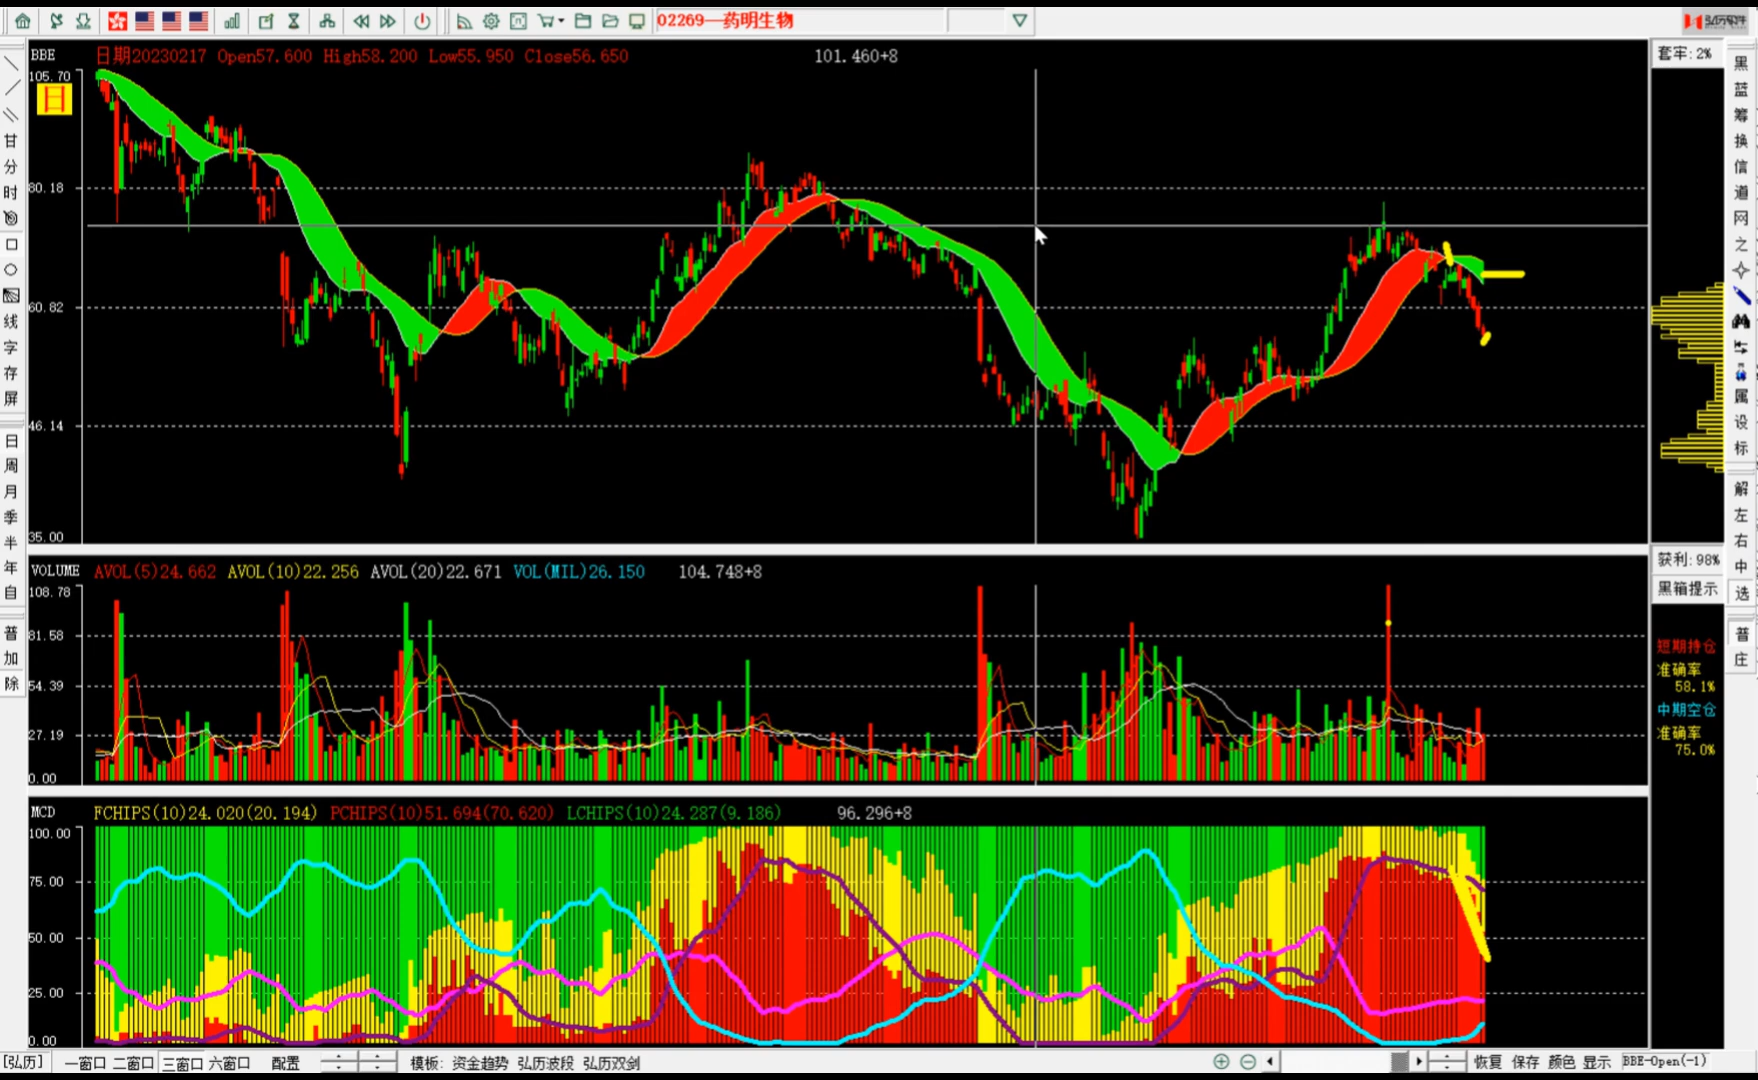 02269—药明生物
BBE 日期20230217 Open57.600 High58.200 Low55.950 Close56.650 101.460+8
套牢: 2%
105.70
日
80.18
60.82
46.14
35.00
VOLUME AVOL(5)24.662 AVOL(10)22.256 AVOL(20)22.671 VOL(MIL)26.150 104.748+8
108.78
81.58
54.39
27.19
0.00
获利: 98%
黑箱提示
短期持仓
准确率
58.1%
中期空仓
准确率
75.0%
MCD FCHIPS(10)24.020(20.194) PCHIPS(10)51.694(70.620) LCHIPS(10)24.287(9.186) 96.296+8
100.00
75.00
50.00
25.00
0.00
甘
分
时
线
字
存
屏
日
周
月
季
半
年
自
普
加
除
黑
蓝
筹
换
信
道
网
之
属
设
标
解
左
右
中
选
普
庄
[弘历] 一窗口 二窗口 三窗口 六窗口 配置 模板: 资金趋势 弘历波段 弘历双剑 恢复 保存 颜色 显示 BBE-Open(-1)